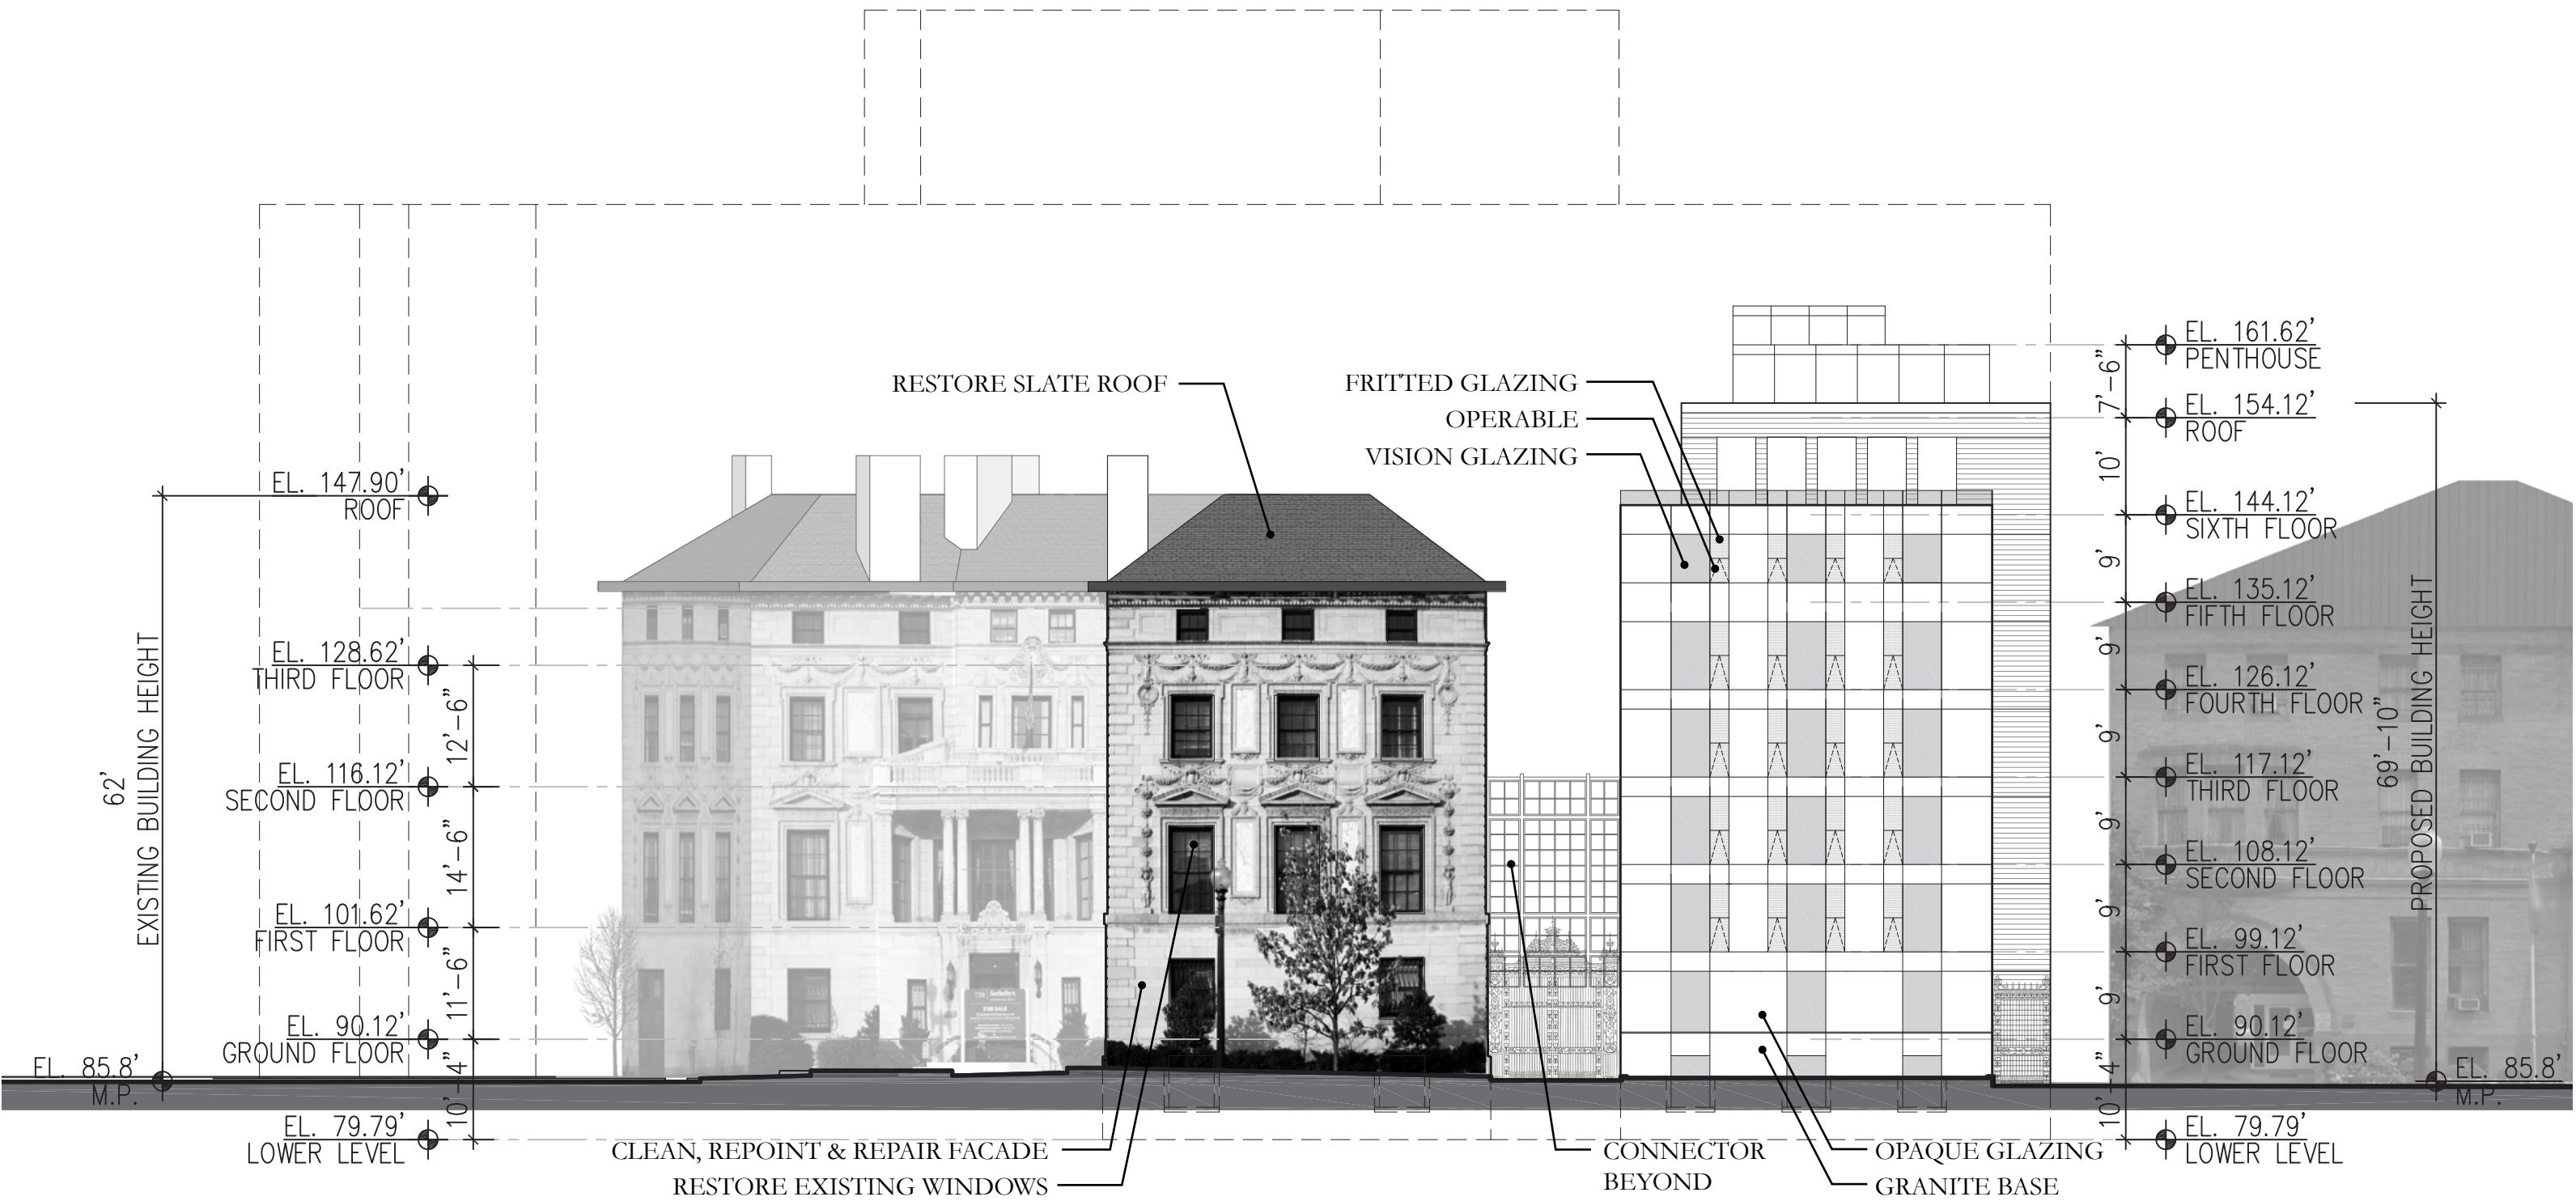 RESTORE SLATE ROOF
FRITTED GLAZING
OPERABLE
VISION GLAZING
EL. 147.90'
ROOF
EL. 128.62'
THIRD FLOOR
EL. 116.12'
SECOND FLOOR
EL. 101.62'
FIRST FLOOR
EL. 90.12'
GROUND FLOOR
EL. 79.79'
LOWER LEVEL
12'-6"
14'-6"
11'-6"
10'-4"
62'
EXISTING BUILDING HEIGHT
EL. 85.8'
M.P.
FOR SALE
Sotheby's
CLEAN, REPOINT & REPAIR FACADE
RESTORE EXISTING WINDOWS
CONNECTOR
BEYOND
OPAQUE GLAZING
GRANITE BASE
EL. 161.62'
PENTHOUSE
EL. 154.12'
ROOF
EL. 144.12'
SIXTH FLOOR
EL. 135.12'
FIFTH FLOOR
EL. 126.12'
FOURTH FLOOR
EL. 117.12'
THIRD FLOOR
EL. 108.12'
SECOND FLOOR
EL. 99.12'
FIRST FLOOR
EL. 90.12'
GROUND FLOOR
EL. 79.79'
LOWER LEVEL
7'-6"
10'
9'
9'
9'
9'
9'
9'
10'-4"
69'-10"
PROPOSED BUILDING HEIGHT
EL. 85.8'
M.P.